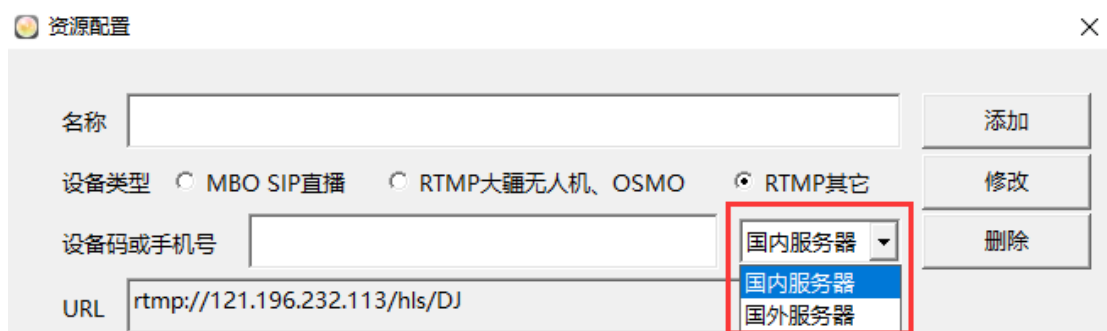 资源配置
名称
添加
设备类型 MBO SIP直播 RTMP大疆无人机、OSMO RTMP其它
修改
设备码或手机号
国内服务器
删除
国内服务器
URL rtmp://121.196.232.113/hls/DJ
国外服务器